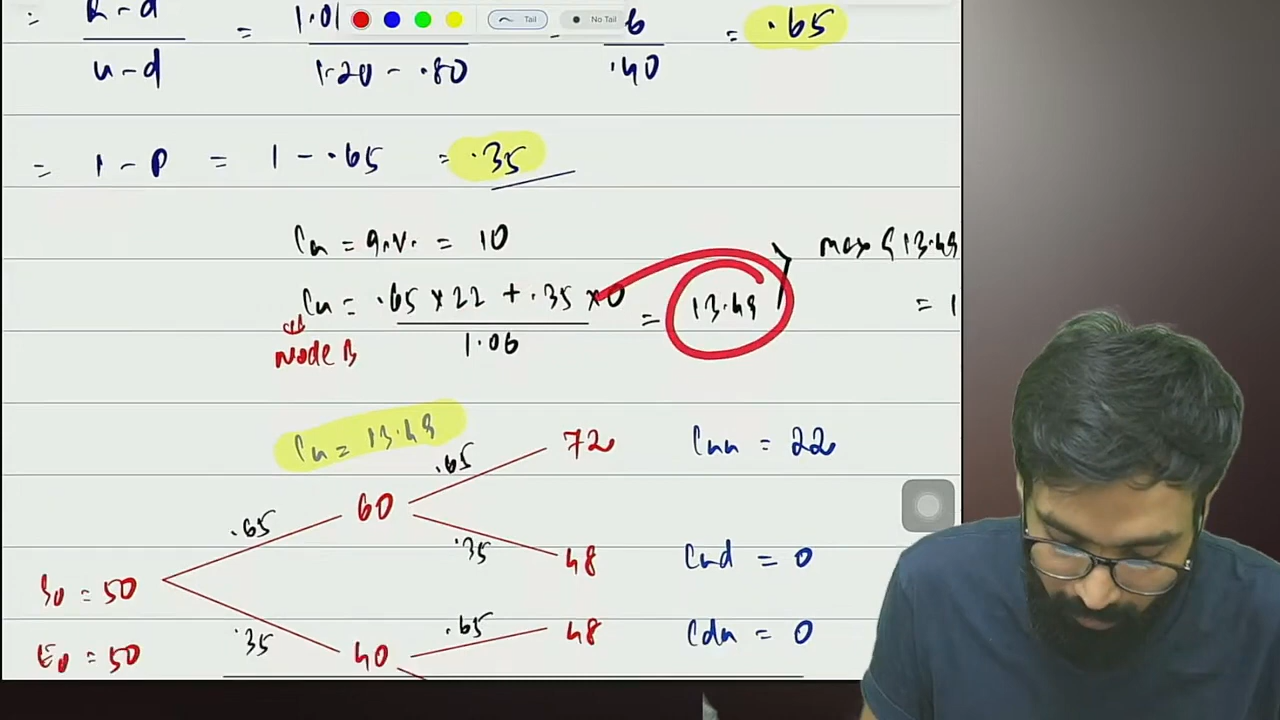 = R - d / u - d = 1.01 / 1.20 - .80 = 6 / .40 = .65
Tail
No Tail
= 1 - P = 1 - .65 = .35
Cu = g.v. = 10
Cu = .65 x 22 + .35 x 0 / 1.06 = 13.49
max { 13.49
= 1
Node B
Cu = 13.49
.65
72
Cuu = 22
.65
60
.35
48
Cud = 0
S0 = 50
.65
48
Cdu = 0
.35
40
E0 = 50